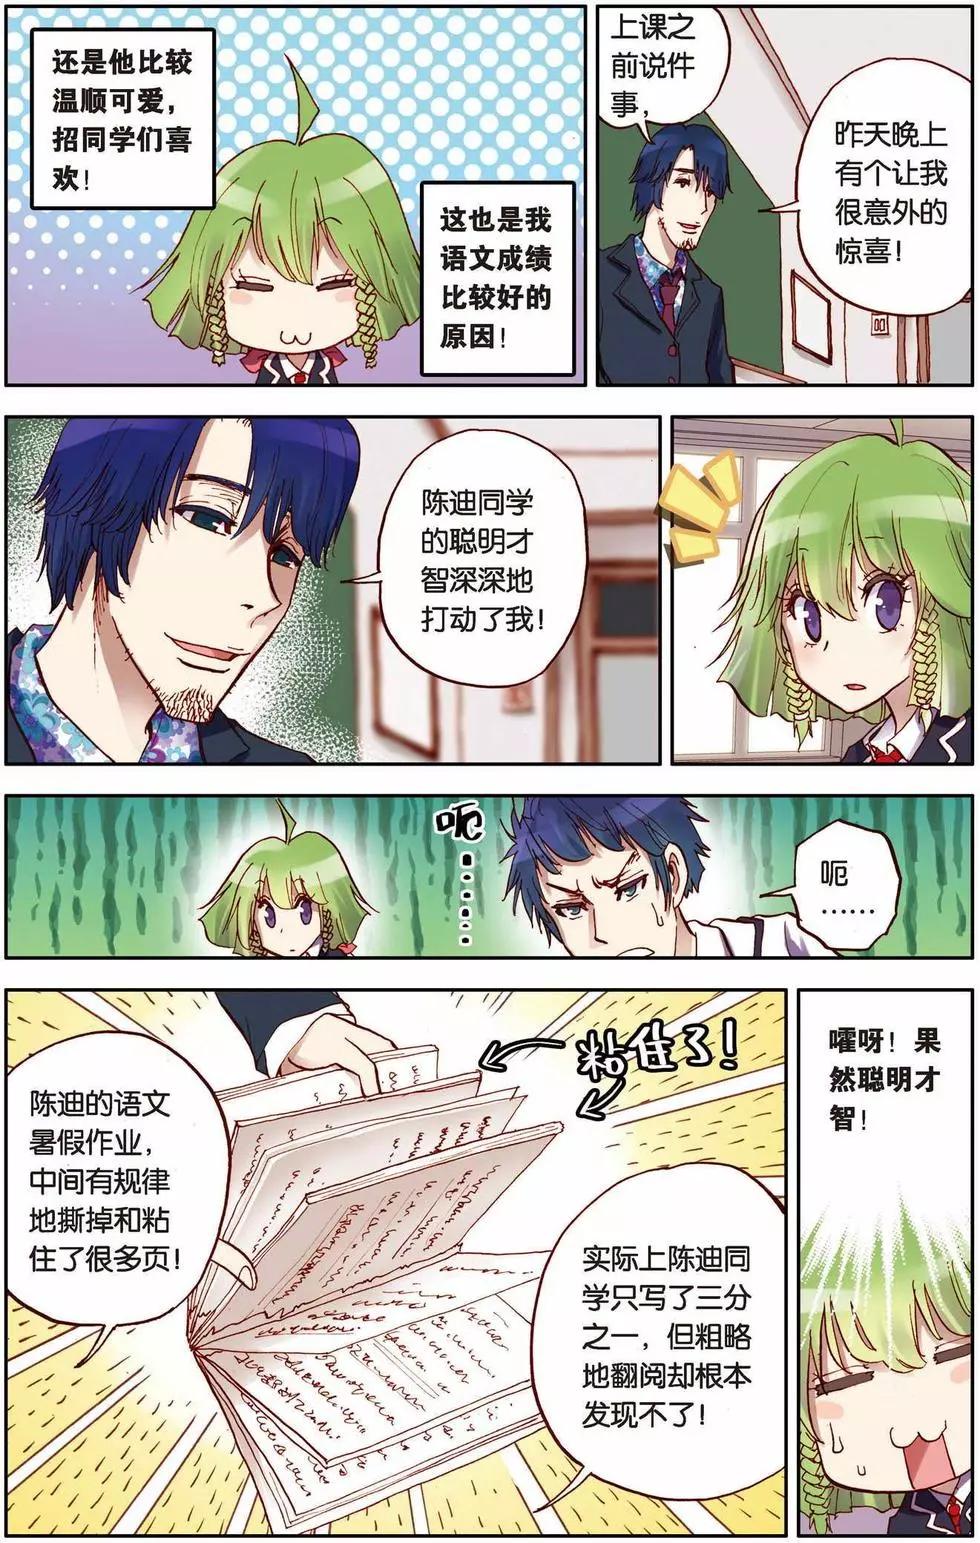 还是他比较
温顺可爱，
招同学们喜
欢！
这也是我
语文成绩
比较好的
原因！
上课之
前说件
事，
昨天晚上
有个让我
很意外的
惊喜！
陈迪同学
的聪明才
智深深地
打动了我！
呃
……
呃
……
粘住了！
陈迪的语文
暑假作业，
中间有规律
地撕掉和粘
住了很多页！
实际上陈迪同
学只写了三分
之一，但粗略
地翻阅却根本
发现不了！
嚯呀！果
然聪明才
智！